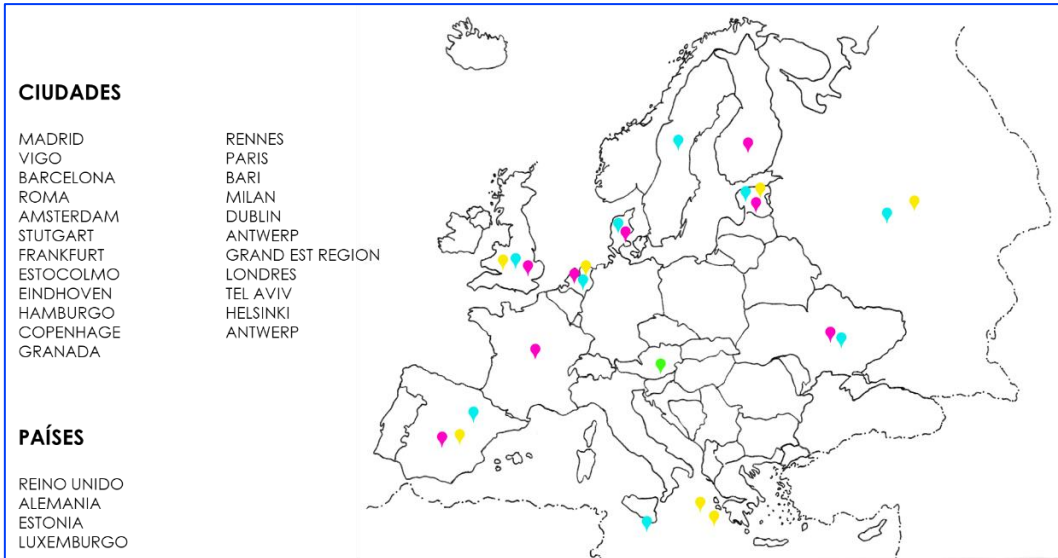 CIUDADES
MADRID
VIGO
BARCELONA
ROMA
AMSTERDAM
STUTGART
FRANKFURT
ESTOCOLMO
EINDHOVEN
HAMBURGO
COPENHAGE
GRANADA
RENNES
PARIS
BARI
MILAN
DUBLIN
ANTWERP
GRAND EST REGION
LONDRES
TEL AVIV
HELSINKI
ANTWERP
PAÍSES
REINO UNIDO
ALEMANIA
ESTONIA
LUXEMBURGO